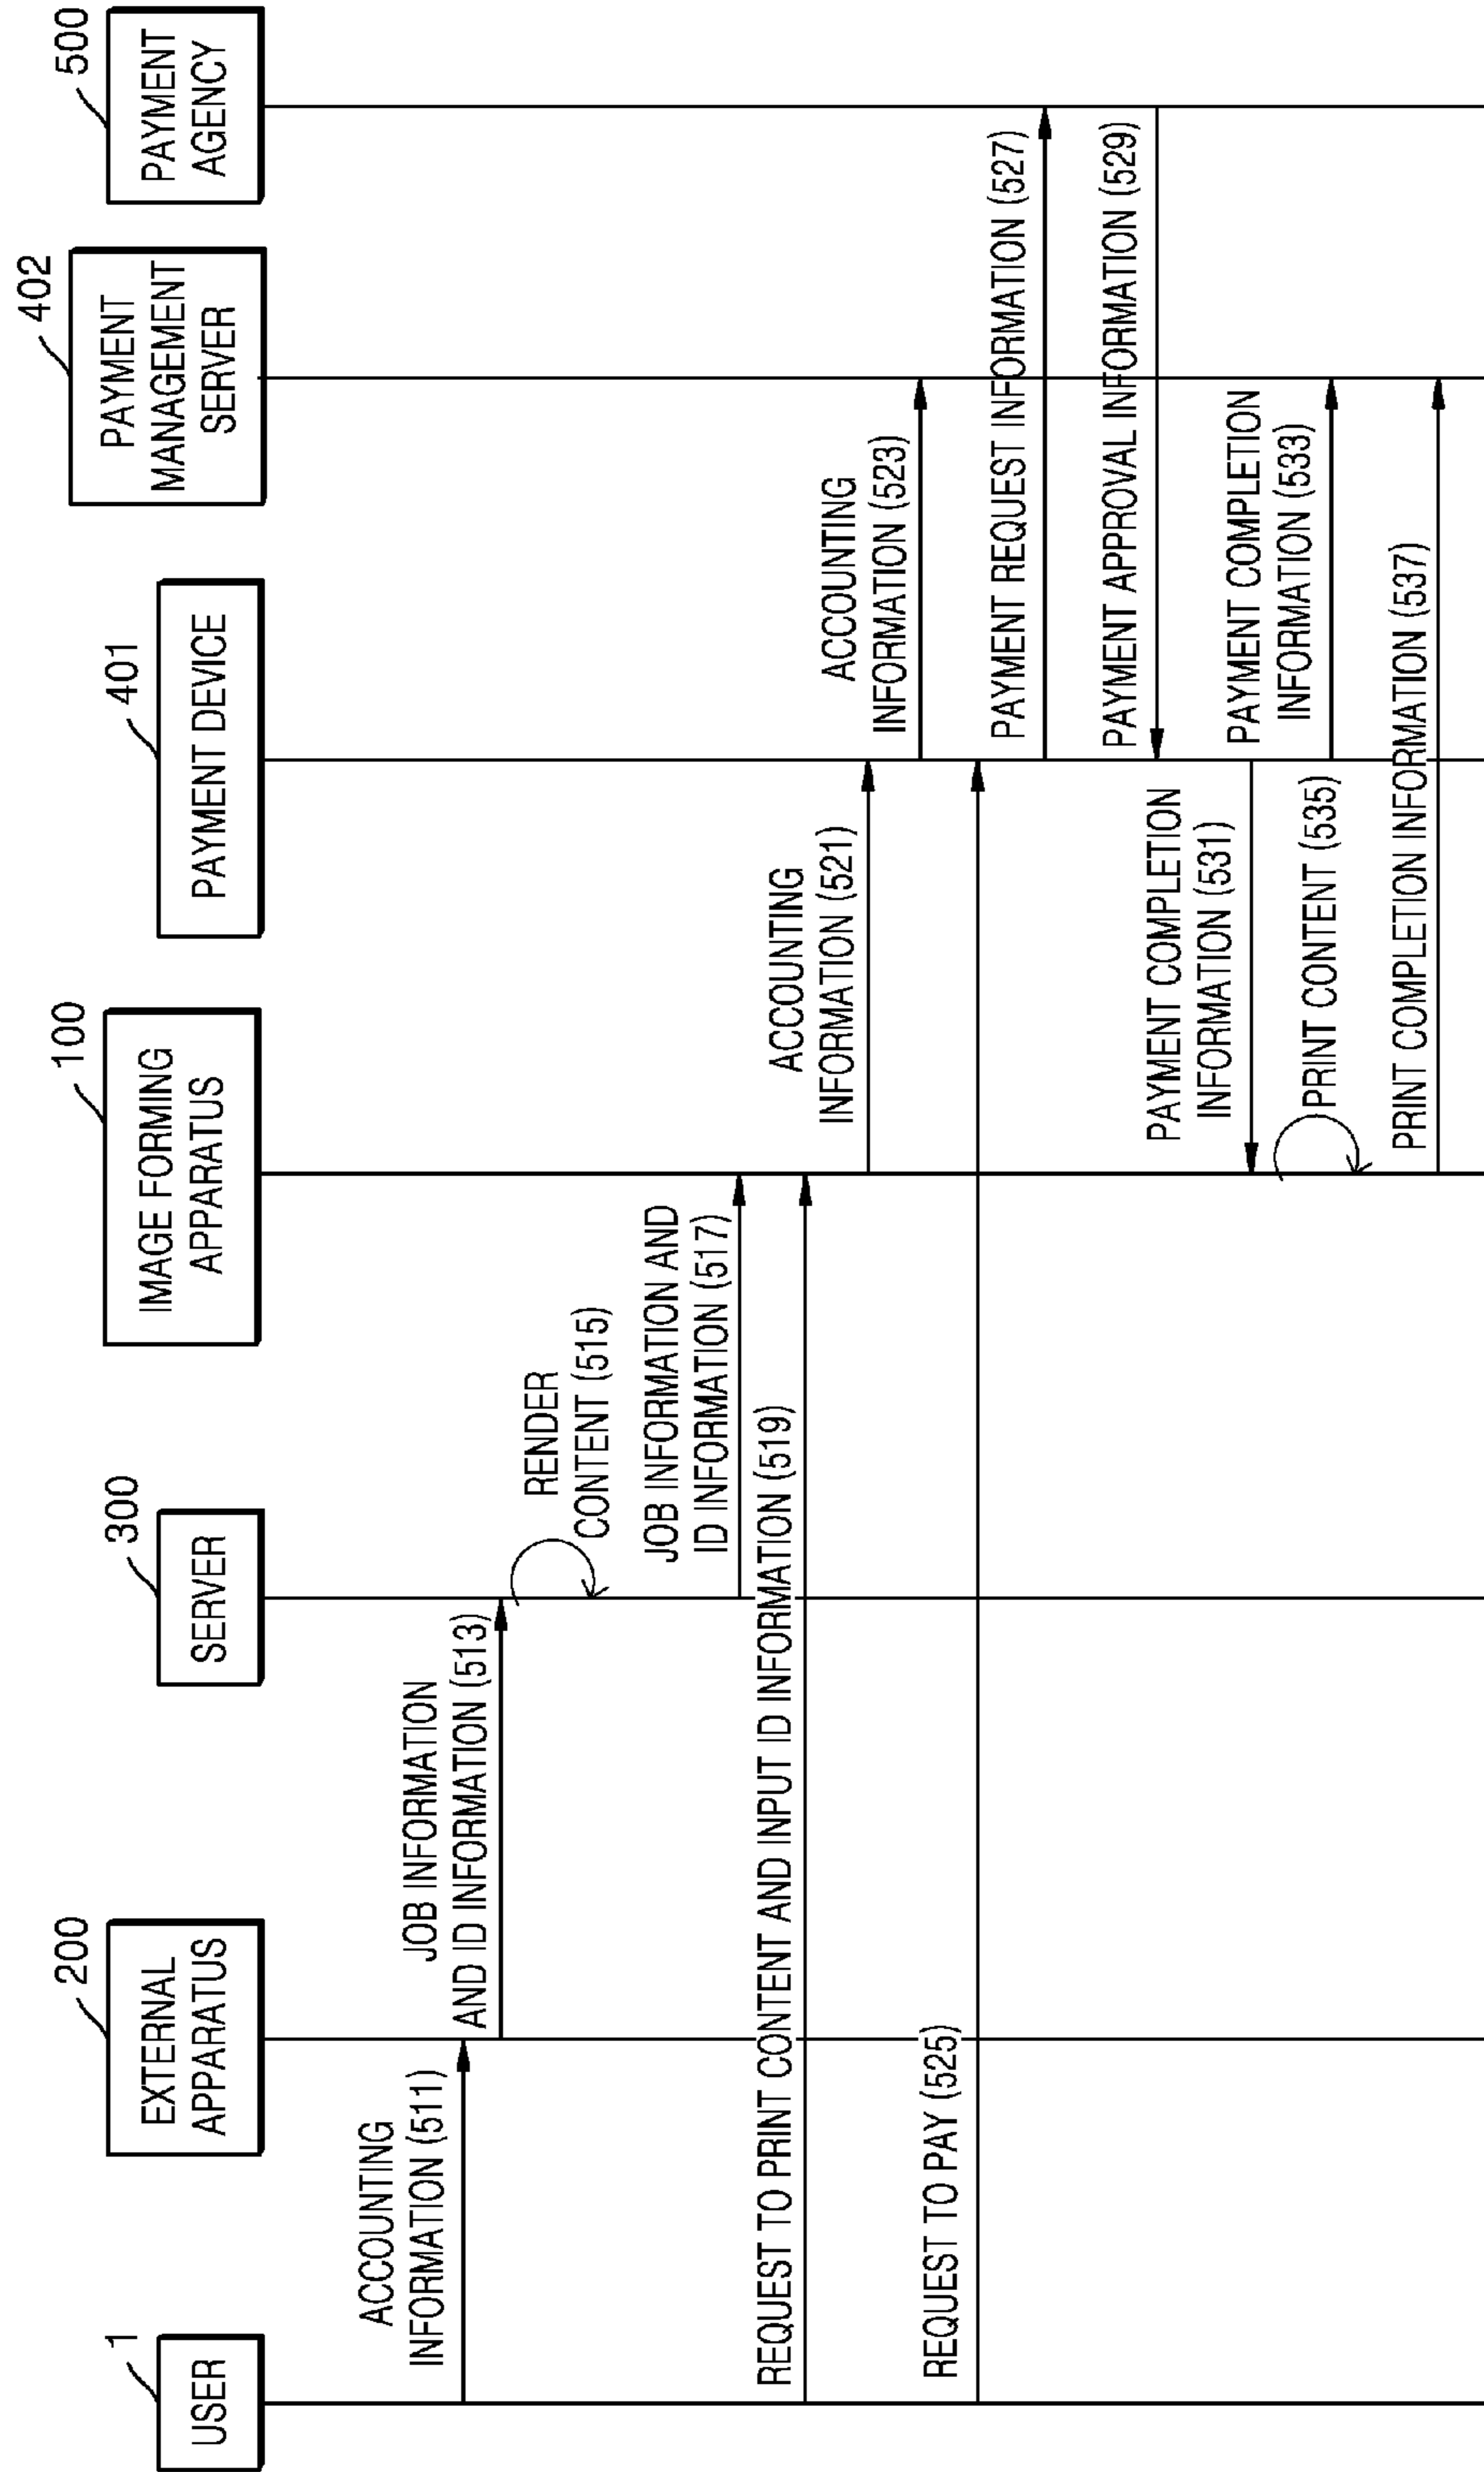 1
USER
200
EXTERNAL
APPARATUS
300
SERVER
100
IMAGE FORMING
APPARATUS
401
PAYMENT DEVICE
402
PAYMENT
MANAGEMENT
SERVER
500
PAYMENT
AGENCY
ACCOUNTING
INFORMATION (511)
JOB INFORMATION
AND ID INFORMATION (513)
RENDER
CONTENT (515)
JOB INFORMATION AND
ID INFORMATION (517)
REQUEST TO PRINT CONTENT AND INPUT ID INFORMATION (519)
ACCOUNTING
INFORMATION (521)
ACCOUNTING
INFORMATION (523)
REQUEST TO PAY (525)
PAYMENT REQUEST INFORMATION (527)
PAYMENT APPROVAL INFORMATION (529)
PAYMENT COMPLETION
INFORMATION (531)
PAYMENT COMPLETION
INFORMATION (533)
PRINT CONTENT (535)
PRINT COMPLETION INFORMATION (537)